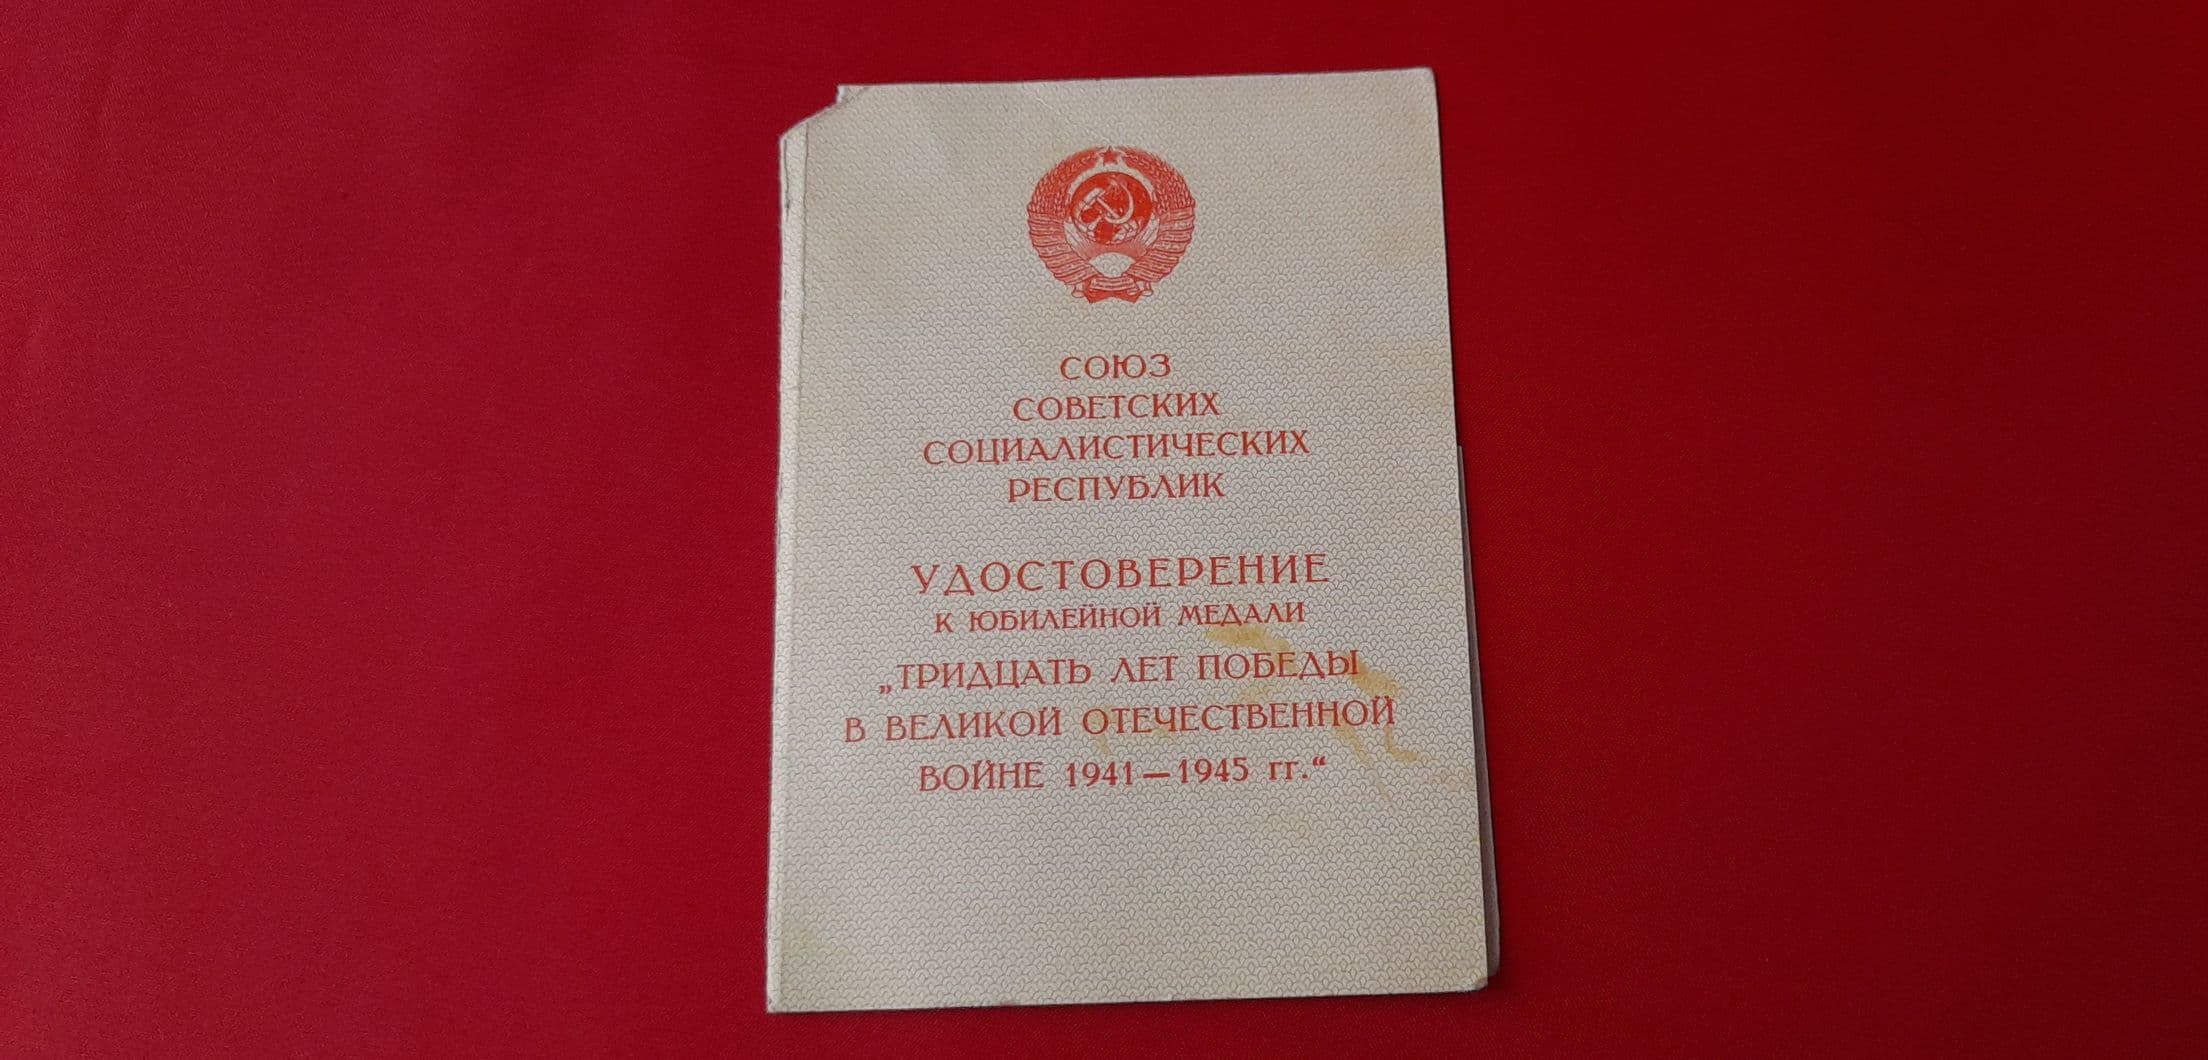 СОЮЗ
СОВЕТСКИХ
СОЦИАЛИСТИЧЕСКИХ
РЕСПУБЛИК
УДОСТОВЕРЕНИЕ
К ЮБИЛЕЙНОЙ МЕДАЛИ
„ТРИДЦАТЬ ЛЕТ ПОБЕДЫ
В ВЕЛИКОЙ ОТЕЧЕСТВЕННОЙ
ВОЙНЕ 1941—1945 гг.“